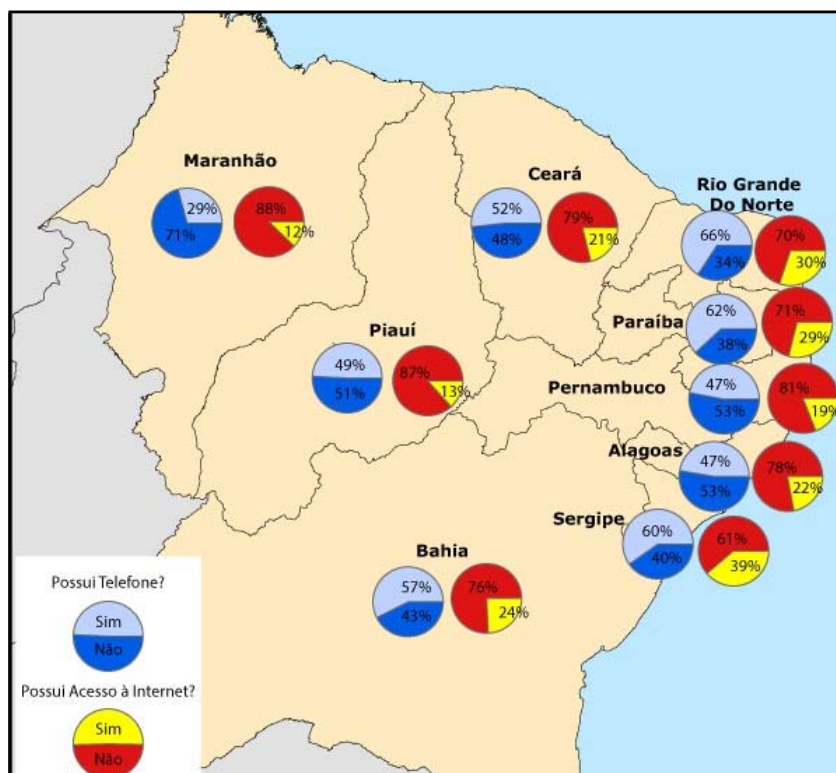 Maranhão
29%
71%
88%
12%
Ceará
52%
48%
79%
21%
Rio Grande
Do Norte
66%
34%
70%
30%
Paraíba
62%
38%
71%
29%
Piauí
49%
51%
87%
13%
Pernambuco
47%
53%
81%
19%
Alagoas
47%
53%
78%
22%
Sergipe
60%
40%
61%
39%
Bahia
57%
43%
76%
24%
Possui Telefone?
Sim
Não
Possui Acesso à Internet?
Sim
Não